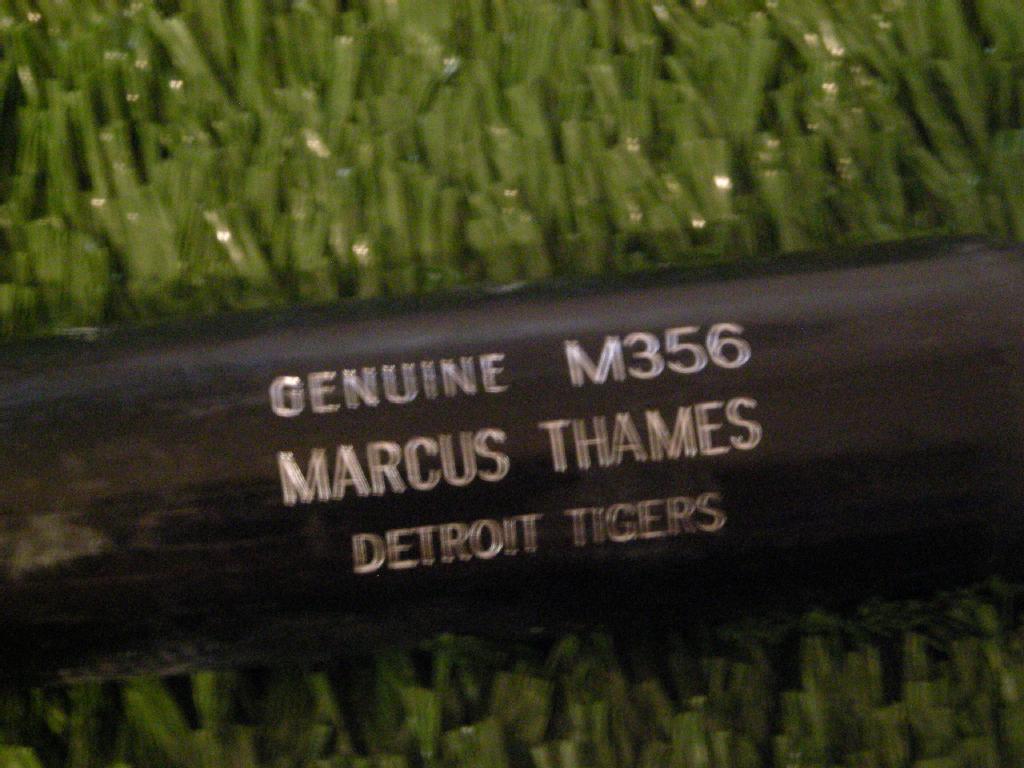 GENUINE M356
MARCUS THAMES
DETROIT TIGERS